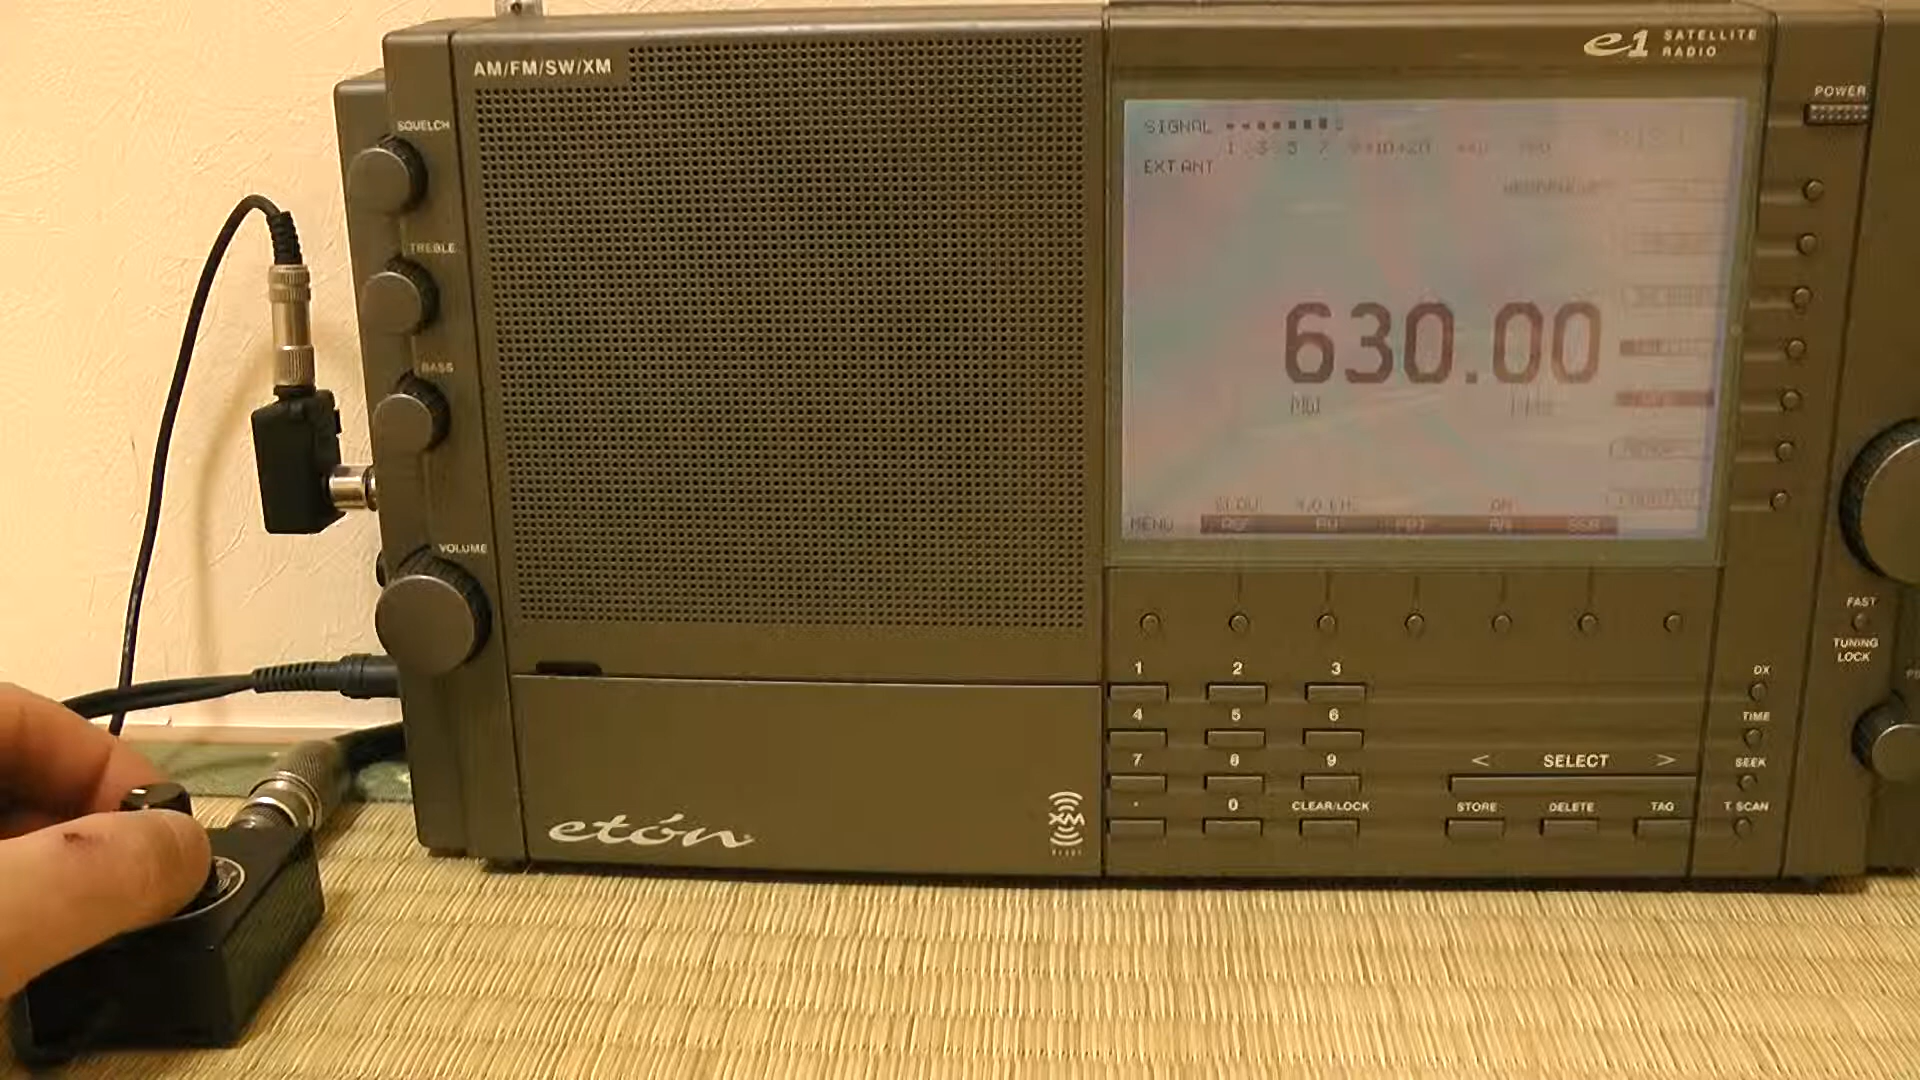 AM/FM/SW/XM
e1 SATELLITE
RADIO
POWER
SQUELCH
TREBLE
BASS
VOLUME
SIGNAL
EXT ANT
630.00
MW
MENU
FAST
TUNING
LOCK
DX
TIME
SEEK
T. SCAN
1 2 3
4 5 6
7 8 9
. 0 CLEAR/LOCK
< SELECT >
STORE DELETE TAG
etón
XM